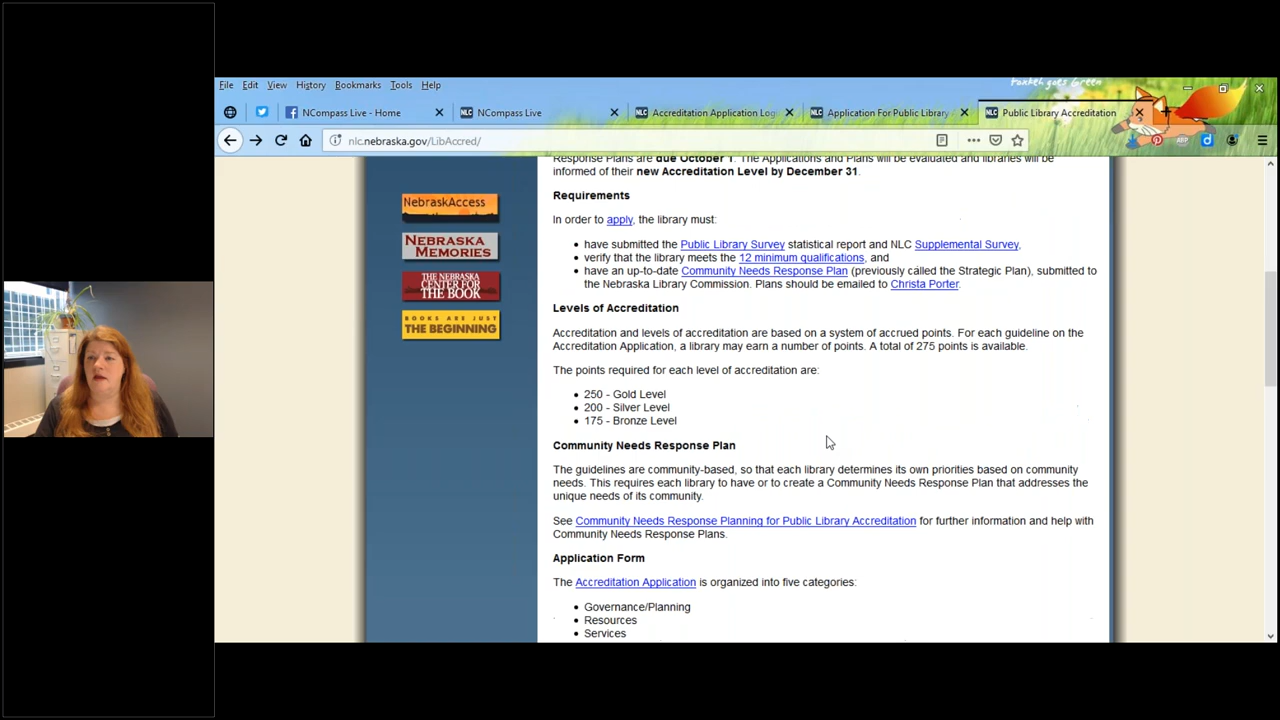 foxkeh goes Green
File Edit View History Bookmarks Tools Help
NCompass Live - Home
NLC NCompass Live
NLC Accreditation Application Logi
NLC Application For Public Library
NLC Public Library Accreditation
nlc.nebraska.gov/LibAccred/
Response Plans are due October 1. The Applications and Plans will be evaluated and libraries will be
informed of their new Accreditation Level by December 31.
NebraskAccess
NEBRASKA
MEMORIES
THE NEBRASKA
CENTER FOR
THE BOOK
BOOKS ARE JUST
THE BEGINNING
Requirements
In order to apply, the library must:
• have submitted the Public Library Survey statistical report and NLC Supplemental Survey,
• verify that the library meets the 12 minimum qualifications, and
• have an up-to-date Community Needs Response Plan (previously called the Strategic Plan), submitted to
the Nebraska Library Commission. Plans should be emailed to Christa Porter.
Levels of Accreditation
Accreditation and levels of accreditation are based on a system of accrued points. For each guideline on the
Accreditation Application, a library may earn a number of points. A total of 275 points is available.
The points required for each level of accreditation are:
• 250 - Gold Level
• 200 - Silver Level
• 175 - Bronze Level
Community Needs Response Plan
The guidelines are community-based, so that each library determines its own priorities based on community
needs. This requires each library to have or to create a Community Needs Response Plan that addresses the
unique needs of its community.
See Community Needs Response Planning for Public Library Accreditation for further information and help with
Community Needs Response Plans.
Application Form
The Accreditation Application is organized into five categories:
• Governance/Planning
• Resources
• Services